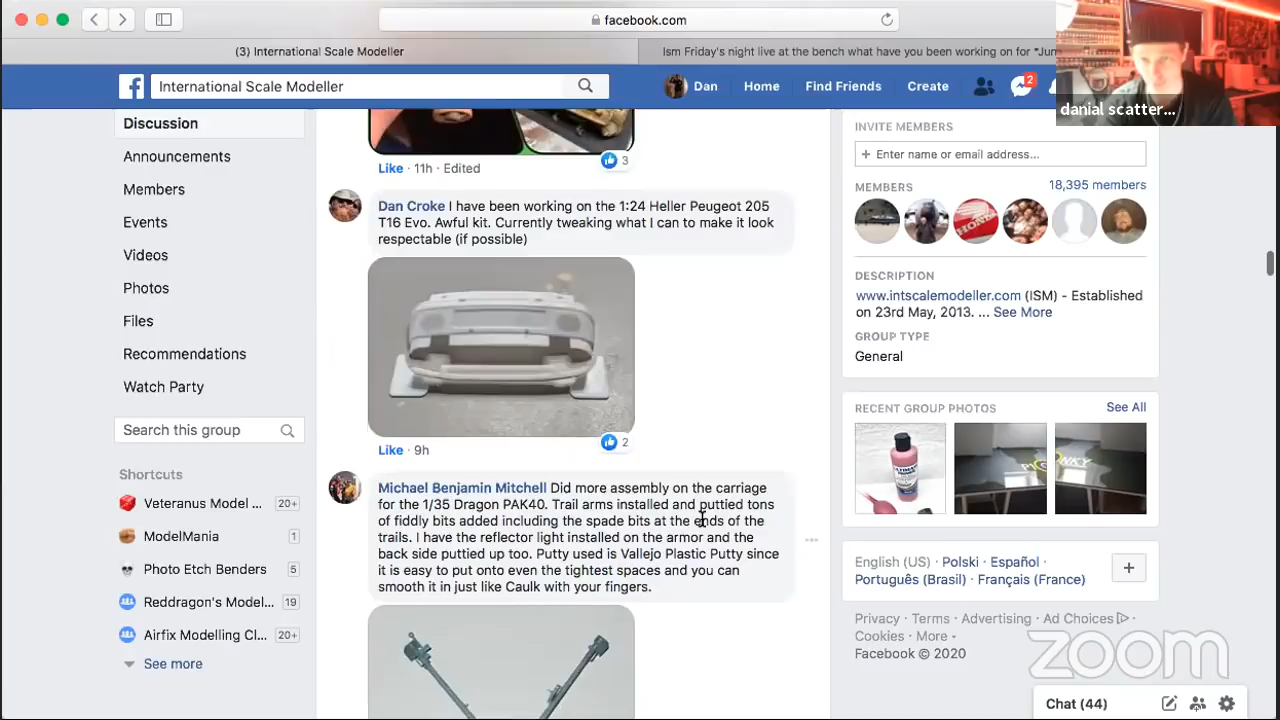 facebook.com
(3) International Scale Modeller
Ism Friday's night live at the bench what have you been working on for
International Scale Modeller
Dan
Home
Find Friends
Create
2
danial scatter...
Discussion
Announcements
Members
Events
Videos
Photos
Files
Recommendations
Watch Party
Search this group
Shortcuts
Veteranus Model ...
20+
ModelMania
1
Photo Etch Benders
5
Reddragon's Model...
19
Airfix Modelling Cl...
20+
See more
Like · 11h · Edited
3
Dan Croke I have been working on the 1:24 Heller Peugeot 205
T16 Evo. Awful kit. Currently tweaking what I can to make it look
respectable (if possible)
Like · 9h
2
Michael Benjamin Mitchell Did more assembly on the carriage
for the 1/35 Dragon PAK40. Trail arms installed and puttied tons
of fiddly bits added including the spade bits at the ends of the
trails. I have the reflector light installed on the armor and the
back side puttied up too. Putty used is Vallejo Plastic Putty since
it is easy to put onto even the tightest spaces and you can
smooth it in just like Caulk with your fingers.
INVITE MEMBERS
+ Enter name or email address...
MEMBERS
18,395 members
DESCRIPTION
www.intscalemodeller.com (ISM) - Established
on 23rd May, 2013. ... See More
GROUP TYPE
General
RECENT GROUP PHOTOS
See All
English (US) · Polski · Español ·
Português (Brasil) · Français (France)
Privacy · Terms · Advertising · Ad Choices ·
Cookies · More
Facebook © 2020
zoom
Chat (44)